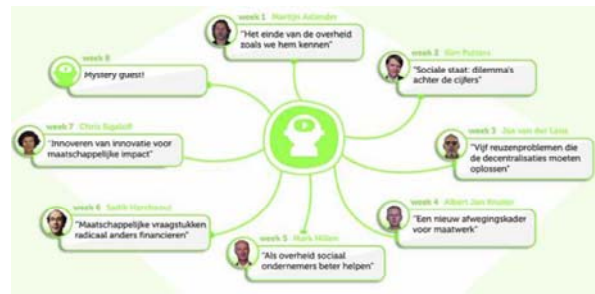 week 1 Martijn Aslander
"Het einde van de overheid
zoals we hem kennen"
week 2 Kim Putters
"Sociale staat: dilemma's
achter de cijfers"
week 3 Jos van der Lans
"Vijf reuzenproblemen die
de decentralisaties moeten
oplossen"
week 4 Albert Jan Kruiter
"Een nieuw afwegingskader
voor maatwerk"
week 5 Mark Hillen
"Als overheid sociaal
ondernemers beter helpen"
week 6
"Maatschappelijke vraagstukken
radicaal anders financieren"
week 7 Chris Sigaloff
"Innoveren van innovatie voor
maatschappelijke impact"
week 8
Mystery guest!